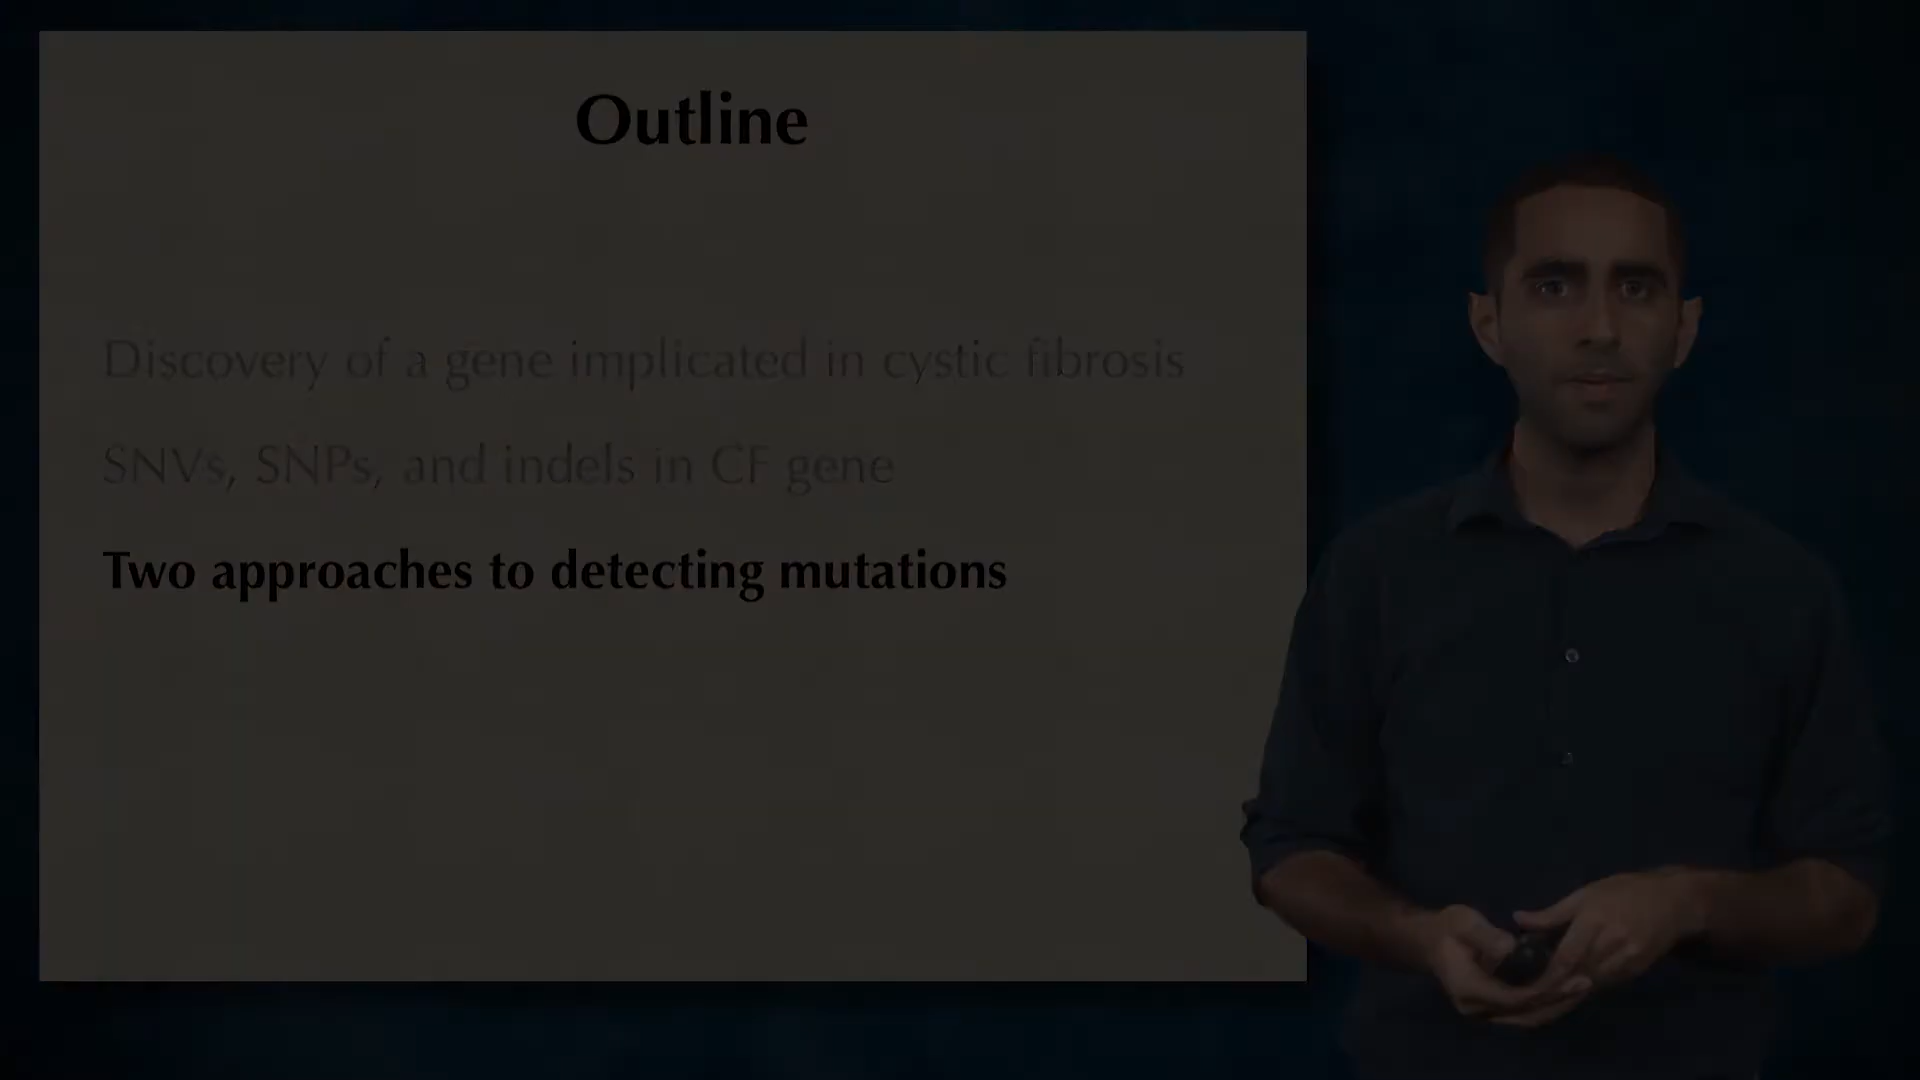 Outline
Discovery of a gene implicated in cystic fibrosis
SNVs, SNPs, and indels in CF gene
Two approaches to detecting mutations